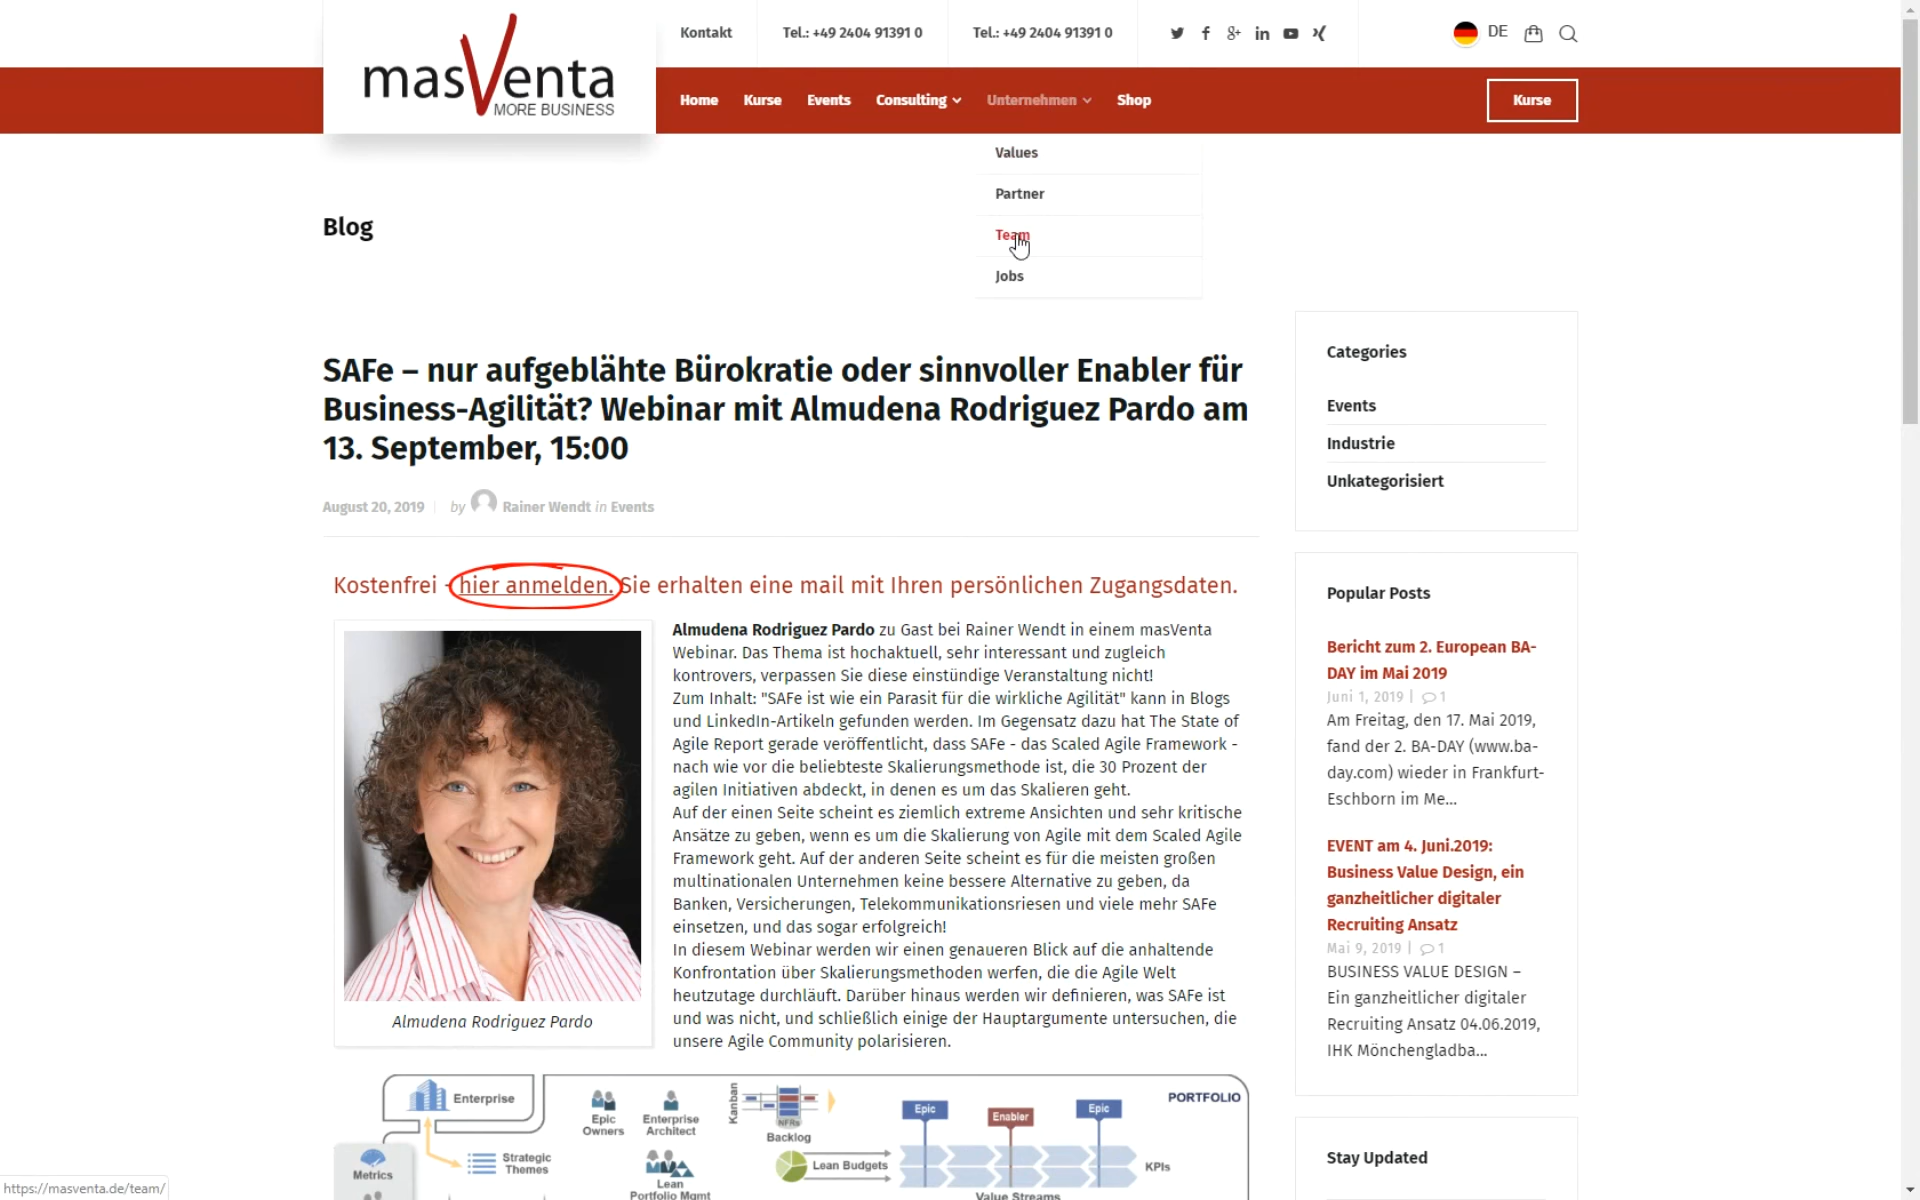 masVenta
MORE BUSINESS
Kontakt
Tel.: +49 2404 91391 0
Tel.: +49 2404 91391 0
DE
Home
Kurse
Events
Consulting
Unternehmen
Shop
Kurse
Values
Partner
Team
Jobs
Blog
SAFe – nur aufgeblähte Bürokratie oder sinnvoller Enabler für
Business-Agilität? Webinar mit Almudena Rodriguez Pardo am
13. September, 15:00
August 20, 2019 | by Rainer Wendt in Events
Kostenfrei - hier anmelden. Sie erhalten eine mail mit Ihren persönlichen Zugangsdaten.
Almudena Rodriguez Pardo
Almudena Rodriguez Pardo zu Gast bei Rainer Wendt in einem masVenta
Webinar. Das Thema ist hochaktuell, sehr interessant und zugleich
kontrovers, verpassen Sie diese einstündige Veranstaltung nicht!
Zum Inhalt: "SAFe ist wie ein Parasit für die wirkliche Agilität" kann in Blogs
und LinkedIn-Artikeln gefunden werden. Im Gegensatz dazu hat The State of
Agile Report gerade veröffentlicht, dass SAFe - das Scaled Agile Framework -
nach wie vor die beliebteste Skalierungsmethode ist, die 30 Prozent der
agilen Initiativen abdeckt, in denen es um das Skalieren geht.
Auf der einen Seite scheint es ziemlich extreme Ansichten und sehr kritische
Ansätze zu geben, wenn es um die Skalierung von Agile mit dem Scaled Agile
Framework geht. Auf der anderen Seite scheint es für die meisten großen
multinationalen Unternehmen keine bessere Alternative zu geben, da
Banken, Versicherungen, Telekommunikationsriesen und viele mehr SAFe
einsetzen, und das sogar erfolgreich!
In diesem Webinar werden wir einen genaueren Blick auf die anhaltende
Konfrontation über Skalierungsmethoden werfen, die die Agile Welt
heutzutage durchläuft. Darüber hinaus werden wir definieren, was SAFe ist
und was nicht, und schließlich einige der Hauptargumente untersuchen, die
unsere Agile Community polarisieren.
Enterprise
Epic
Owners
Enterprise
Architect
Kanban
NFRs
Backlog
Epic
Enabler
Epic
PORTFOLIO
Metrics
Strategic
Themes
Lean
Portfolio Mgmt
Lean Budgets
KPIs
Value Streams
Categories
Events
Industrie
Unkategorisiert
Popular Posts
Bericht zum 2. European BA-
DAY im Mai 2019
Juni 1, 2019 | 1
Am Freitag, den 17. Mai 2019,
fand der 2. BA-DAY (www.ba-
day.com) wieder in Frankfurt-
Eschborn im Me...
EVENT am 4. Juni.2019:
Business Value Design, ein
ganzheitlicher digitaler
Recruiting Ansatz
Mai 9, 2019 | 1
BUSINESS VALUE DESIGN –
Ein ganzheitlicher digitaler
Recruiting Ansatz 04.06.2019,
IHK Mönchengladba...
Stay Updated
https://masventa.de/team/